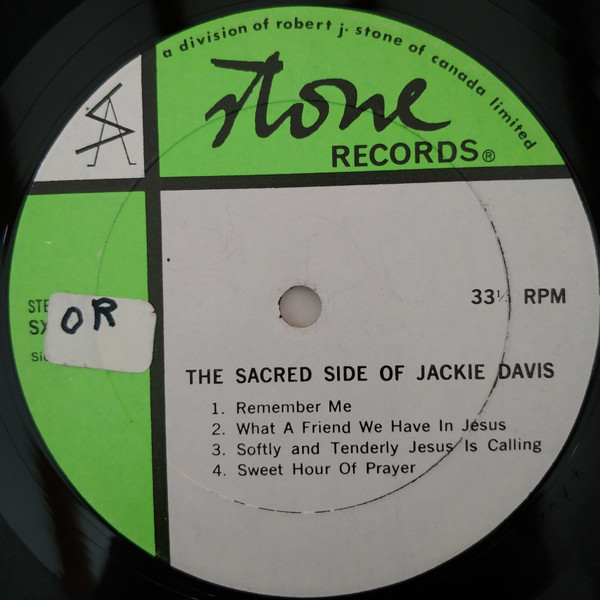 a division of robert j. stone of canada limited
stone
RECORDS®
33⅓ RPM
OR
THE SACRED SIDE OF JACKIE DAVIS
1. Remember Me
2. What A Friend We Have In Jesus
3. Softly and Tenderly Jesus Is Calling
4. Sweet Hour Of Prayer